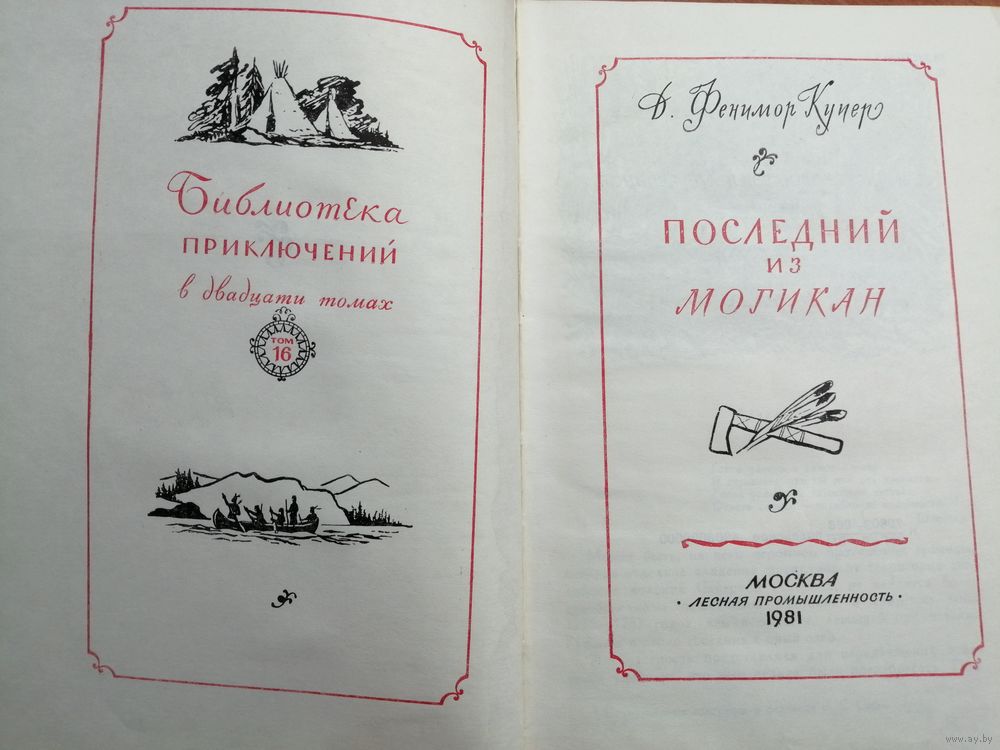 Библиотека
ПРИКЛЮЧЕНИЙ
в двадцати томах
ТОМ
16
Д. Фенимор Купер
ПОСЛЕДНИЙ
ИЗ
МОГИКАН
МОСКВА
· ЛЕСНАЯ ПРОМЫШЛЕННОСТЬ ·
1981
www.ay.by